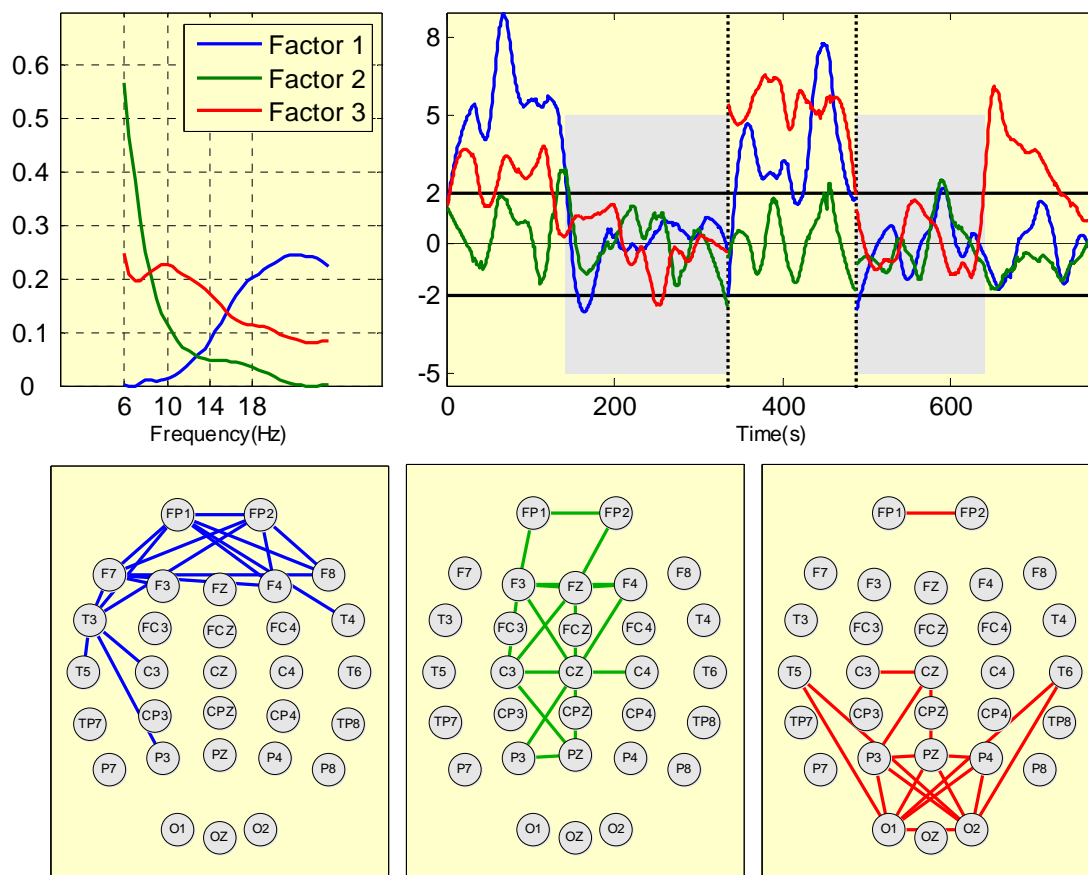 0.6
0.5
0.4
0.3
0.2
0.1
0
6 10 14 18
Frequency(Hz)
Factor 1
Factor 2
Factor 3
8
5
2
0
-2
-5
0 200 400 600
Time(s)
FP1 FP2
F7 F3 FZ F4 F8
T3 FC3 FCZ FC4 T4
T5 C3 CZ C4 T6
TP7 CP3 CPZ CP4 TP8
P7 P3 PZ P4 P8
O1 OZ O2
FP1 FP2
F7 F3 FZ F4 F8
T3 FC3 FCZ FC4 T4
T5 C3 CZ C4 T6
TP7 CP3 CPZ CP4 TP8
P7 P3 PZ P4 P8
O1 OZ O2
FP1 FP2
F7 F3 FZ F4 F8
T3 FC3 FCZ FC4 T4
T5 C3 CZ C4 T6
TP7 CP3 CPZ CP4 TP8
P7 P3 PZ P4 P8
O1 OZ O2